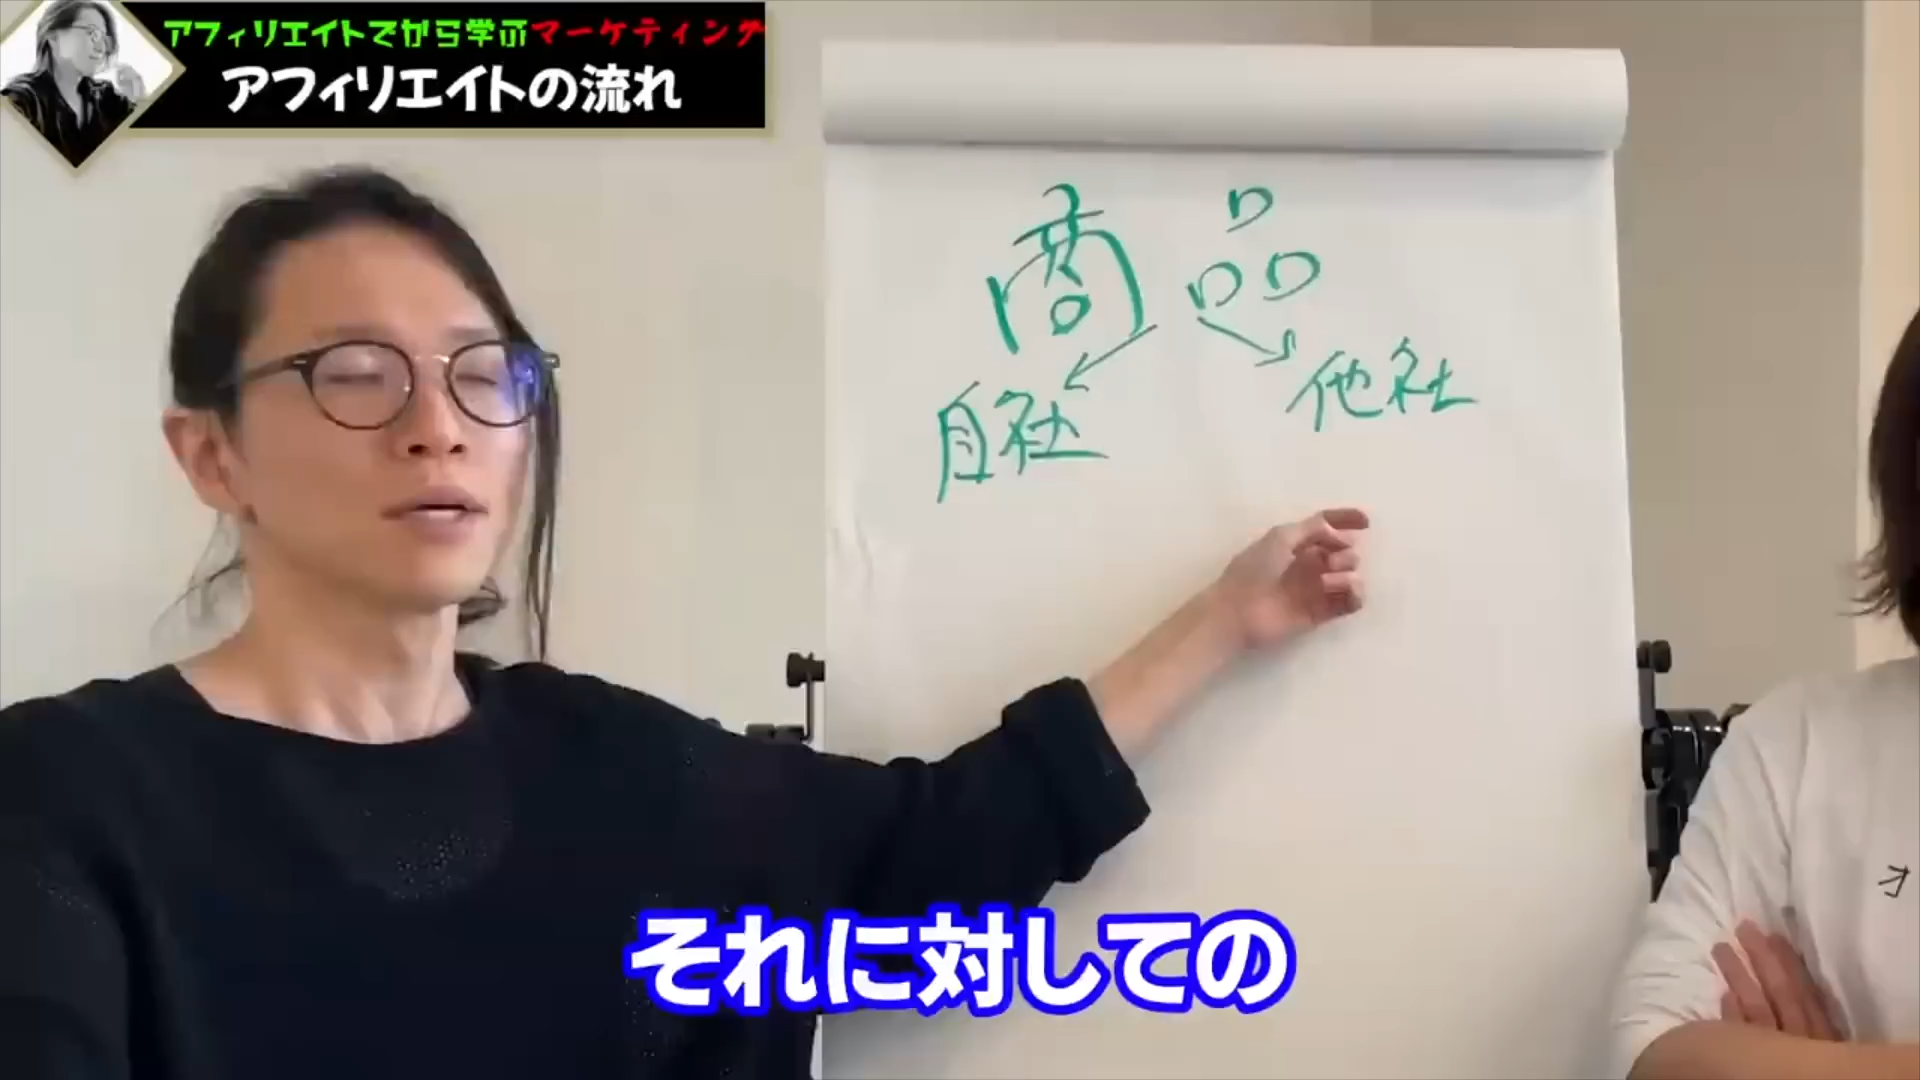 アフィリエイトでから学ぶマーケティング
アフィリエイトの流れ
商品
自社
他社
オ
それに対しての